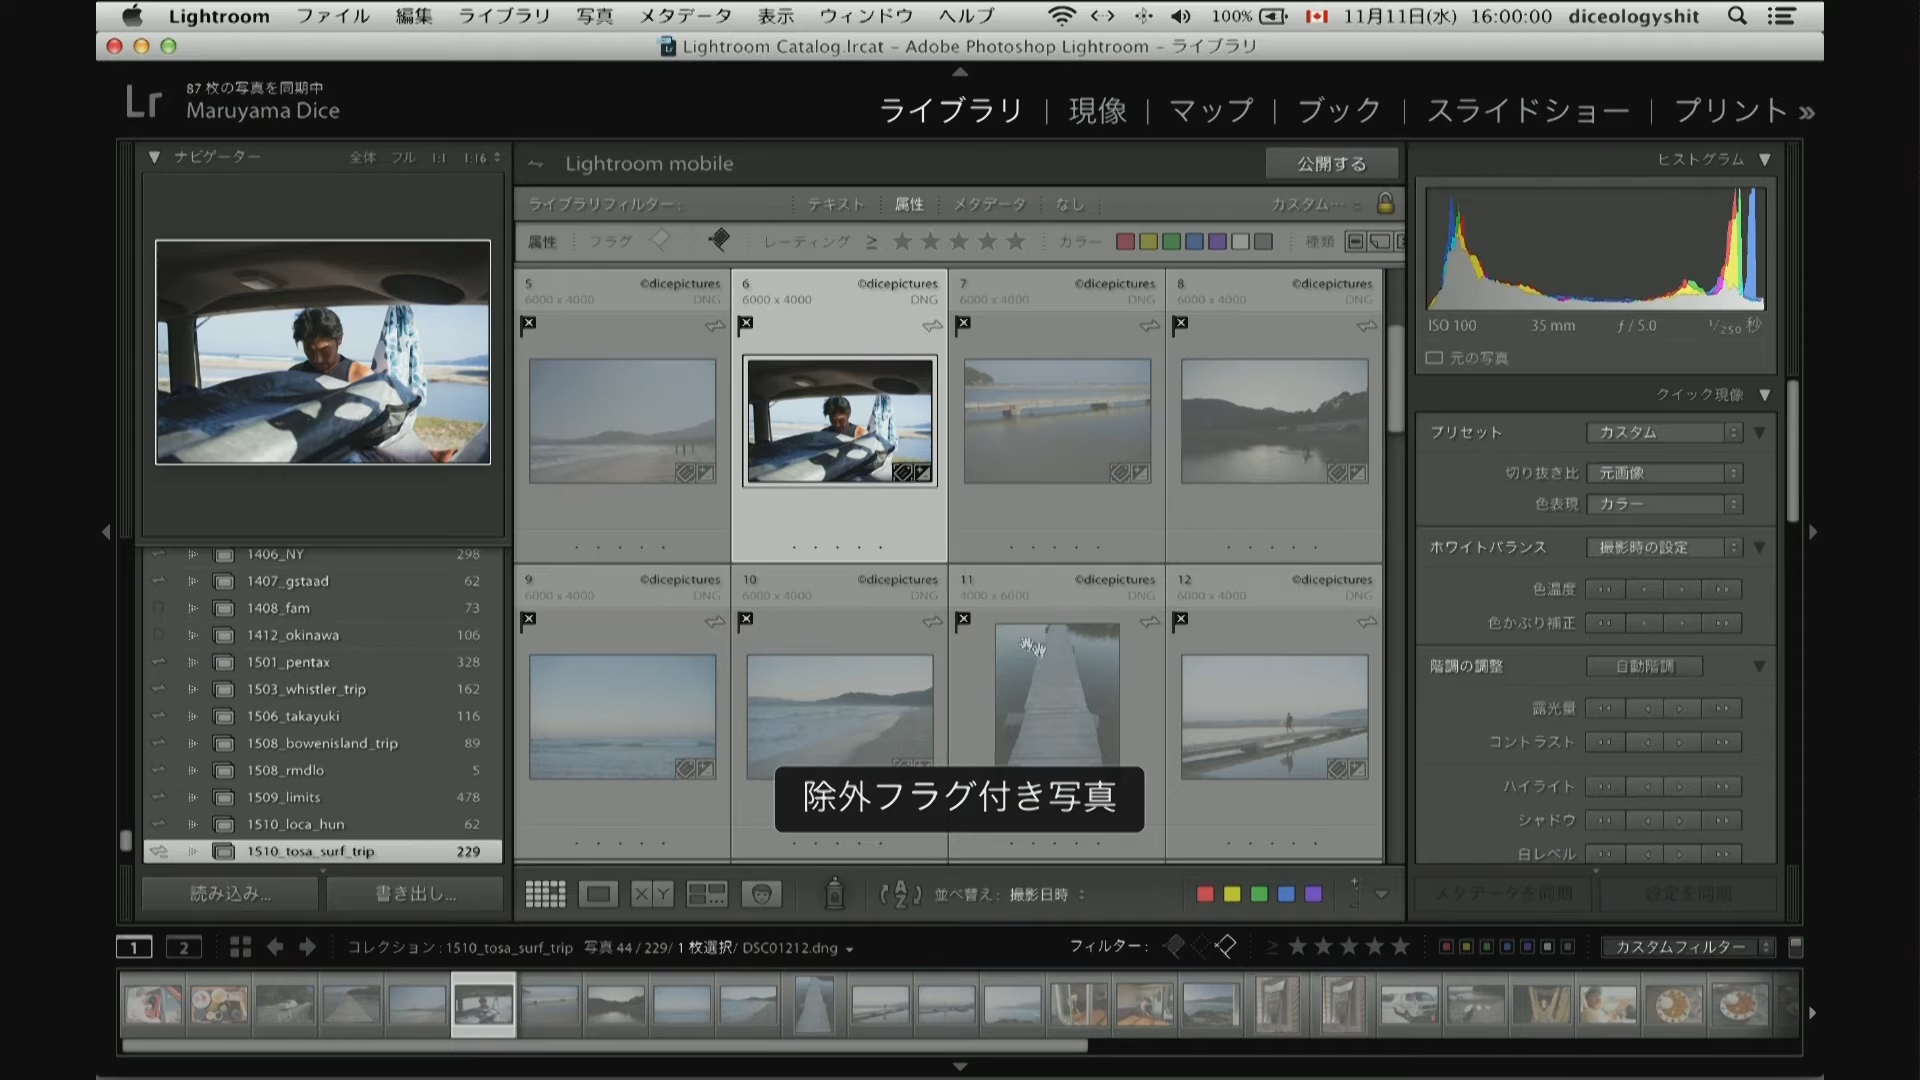 Lightroom ファイル 編集 ライブラリ 写真 メタデータ 表示 ウィンドウ ヘルプ 100% 11月11日(水) 16:00:00 diceologyshit
Lightroom Catalog.lrcat – Adobe Photoshop Lightroom – ライブラリ
Lr 87 枚の写真を同期中
Maruyama Dice
ライブラリ | 現像 | マップ | ブック | スライドショー | プリント »
ナビゲーター 全体 フル 1:1 1:16
Lightroom mobile 公開する
ヒストグラム
ライブラリフィルター: テキスト 属性 メタデータ なし カスタム…
属性 フラグ レーティング ≥ カラー 種類
5 ©dicepictures 6 ©dicepictures 7 ©dicepictures 8 ©dicepictures
6000 x 4000 DNG 6000 x 4000 DNG 6000 x 4000 DNG 6000 x 4000 DNG
ISO 100 35 mm ƒ / 5.0 1/250 秒
元の写真
クイック現像
プリセット カスタム
切り抜き比 元画像
色表現 カラー
ホワイトバランス 撮影時の設定
色温度
色かぶり補正
階調の調整 自動階調
露光量
コントラスト
ハイライト
シャドウ
白レベル
1406_NY 298
1407_gstaad 62
1408_fam 73
1412_okinawa 106
1501_pentax 328
1503_whistler_trip 162
1506_takayuki 116
1508_bowenisland_trip 89
1508_rmdlo 5
1509_limits 478
1510_loca_hun 62
1510_tosa_surf_trip 229
9 ©dicepictures 10 ©dicepictures 11 ©dicepictures 12 ©dicepictures
6000 x 4000 DNG 6000 x 4000 DNG 4000 x 6000 DNG 6000 x 4000 DNG
除外フラグ付き写真
読み込み... 書き出し...
X Y 並べ替え: 撮影日時
メタデータを同期 設定を同期
1 2 コレクション : 1510_tosa_surf_trip 写真 44 / 229/ 1 枚選択/ DSC01212.dng フィルター : ≥ カスタムフィルター